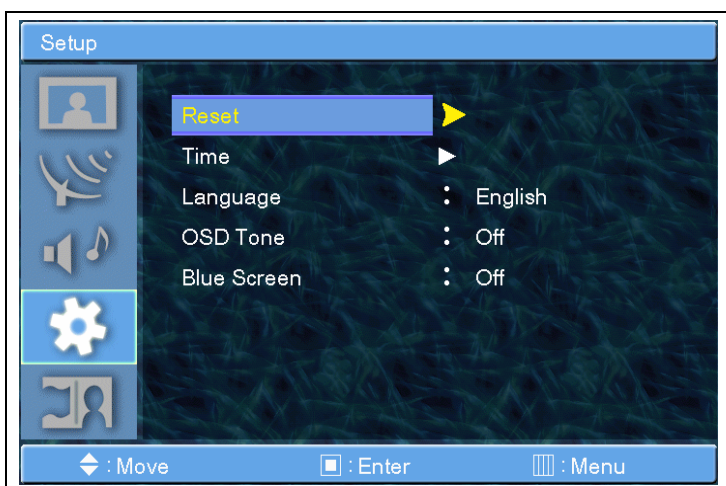 Setup
Reset
Time
Language : English
OSD Tone : Off
Blue Screen : Off
: Move : Enter : Menu